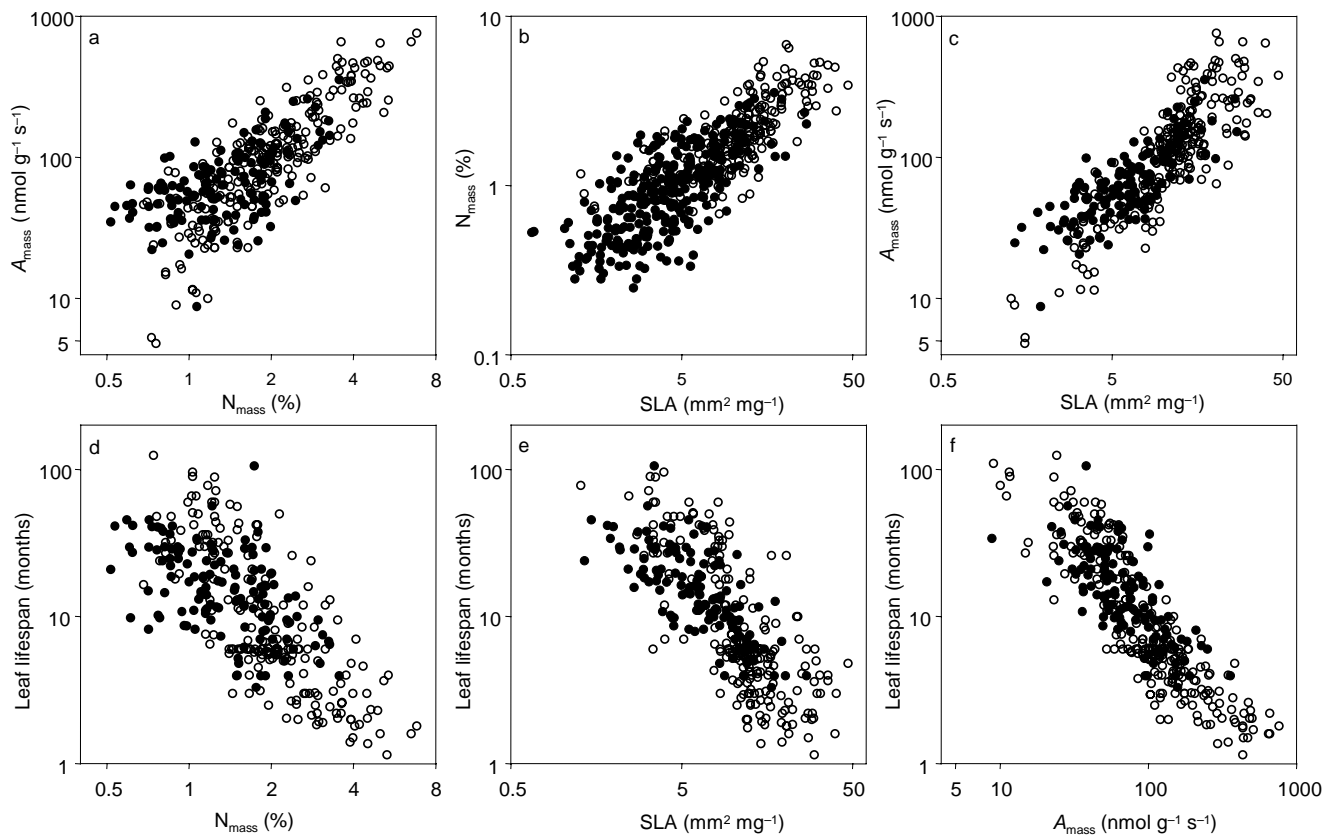 a
1000
100
10
5
A_mass (nmol g⁻¹ s⁻¹)
0.5 1 2 4 8
N_mass (%)
b
10
1
0.1
N_mass (%)
0.5 5 50
SLA (mm² mg⁻¹)
c
1000
100
10
5
A_mass (nmol g⁻¹ s⁻¹)
0.5 5 50
SLA (mm² mg⁻¹)
d
100
10
1
Leaf lifespan (months)
0.5 1 2 4 8
N_mass (%)
e
100
10
1
Leaf lifespan (months)
0.5 5 50
SLA (mm² mg⁻¹)
f
100
10
1
Leaf lifespan (months)
5 10 100 1000
A_mass (nmol g⁻¹ s⁻¹)